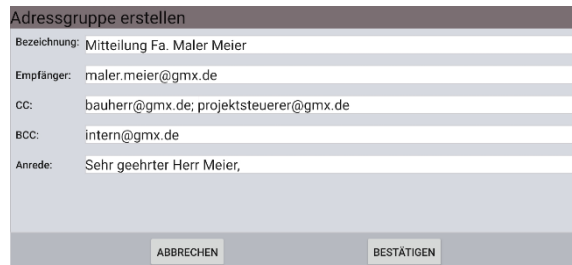 Adressgruppe erstellen
Bezeichnung: Mitteilung Fa. Maler Meier
Empfänger: maler.meier@gmx.de
CC: bauherr@gmx.de; projektsteuerer@gmx.de
BCC: intern@gmx.de
Anrede: Sehr geehrter Herr Meier,
ABBRECHEN BESTÄTIGEN